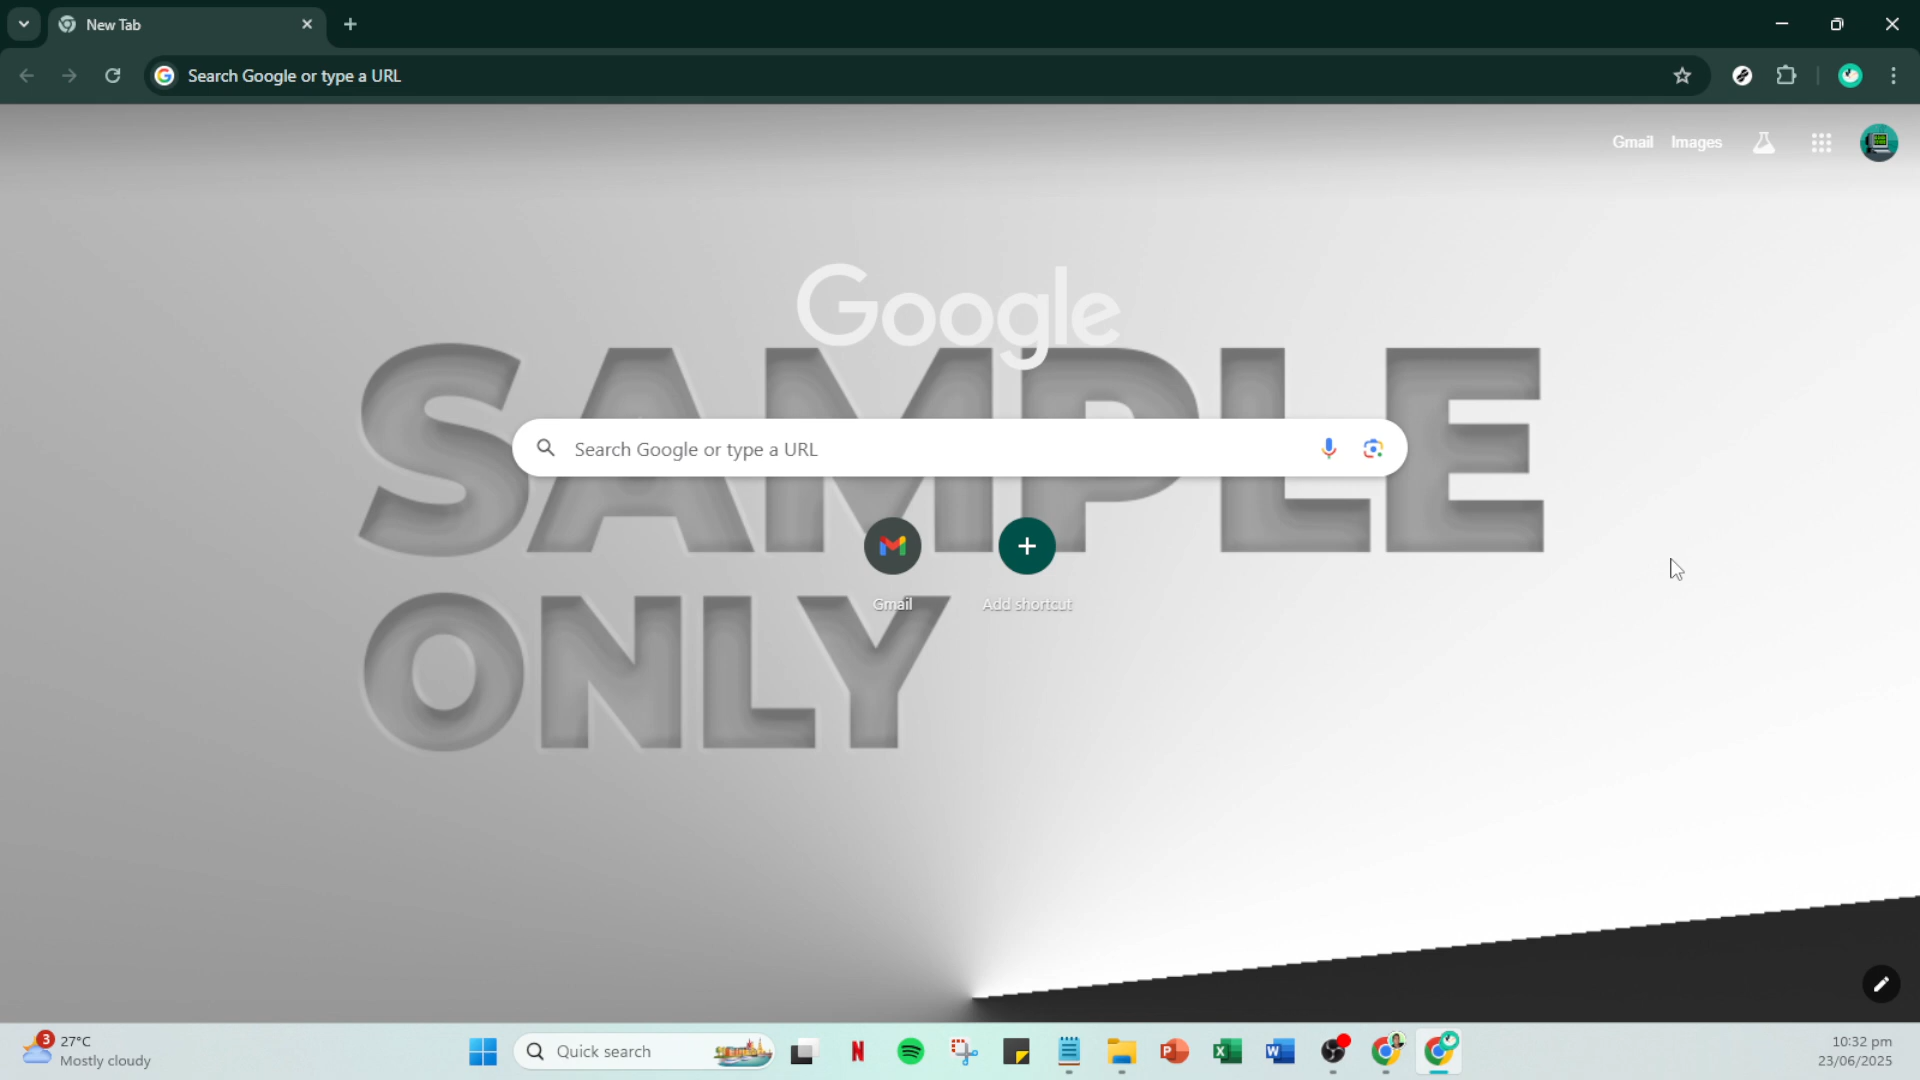 New Tab
Search Google or type a URL
Gmail Images
Google
SAMPLE
Search Google or type a URL
Gmail Add shortcut
ONLY
3 27°C
Mostly cloudy
Quick search
10:32 pm
23/06/2025